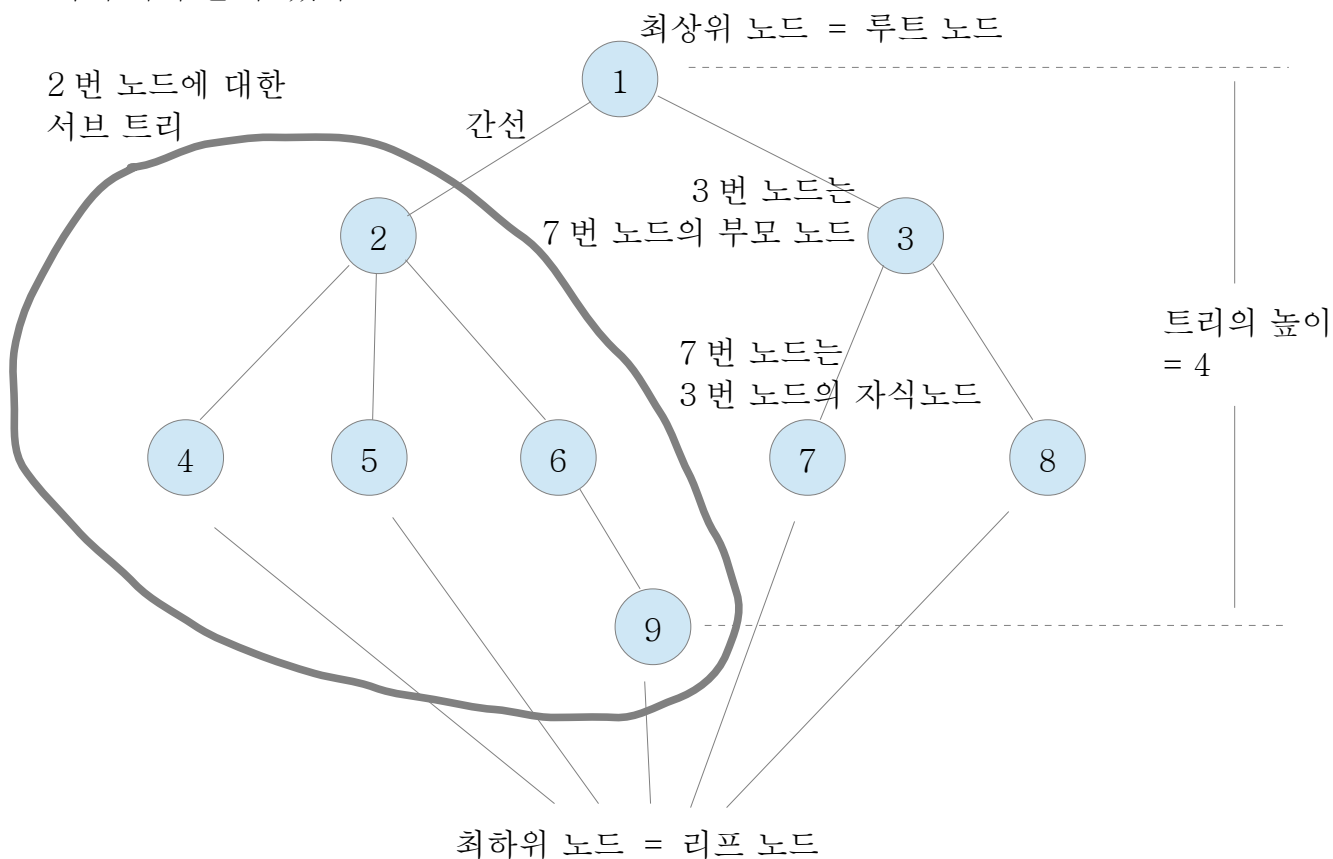 최상위 노드 = 루트 노드
1
2번 노드에 대한
서브 트리
간선
3번 노드는
7번 노드의 부모 노드
2
3
트리의 높이
= 4
7번 노드는
3번 노드의 자식노드
4
5
6
7
8
9
최하위 노드 = 리프 노드